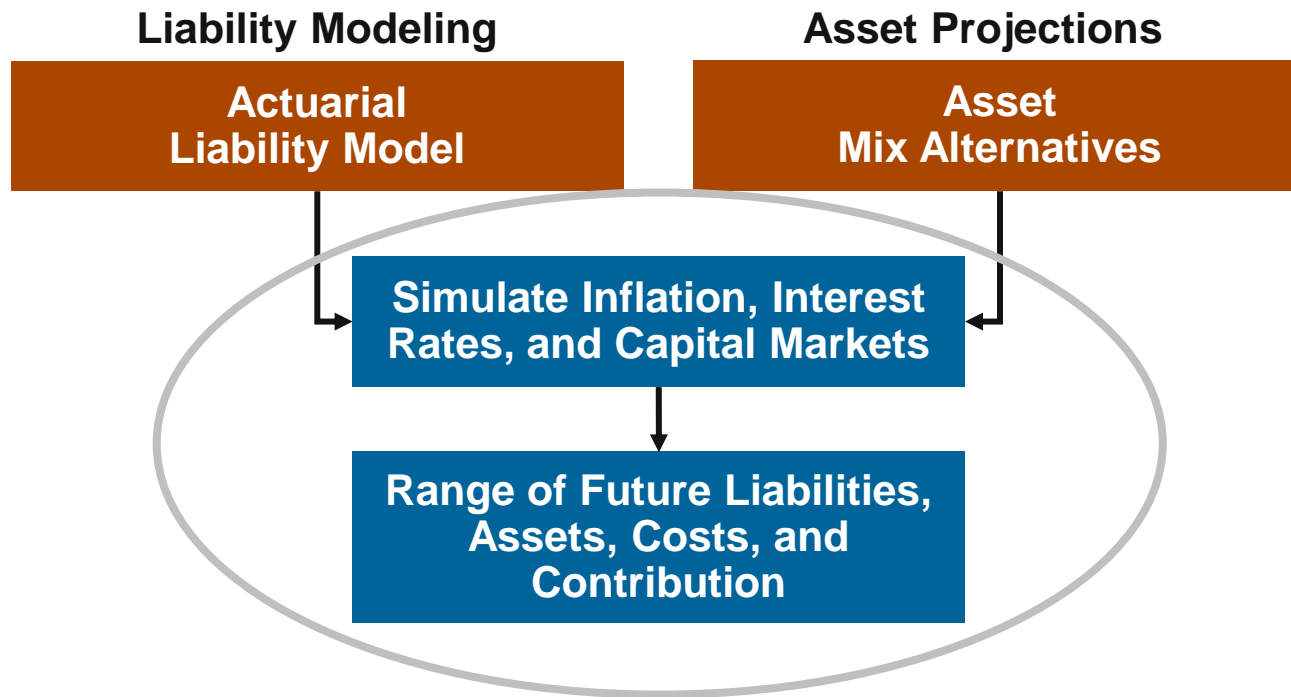 Liability Modeling
Asset Projections
Actuarial
Liability Model
Asset
Mix Alternatives
Simulate Inflation, Interest
Rates, and Capital Markets
Range of Future Liabilities,
Assets, Costs, and
Contribution